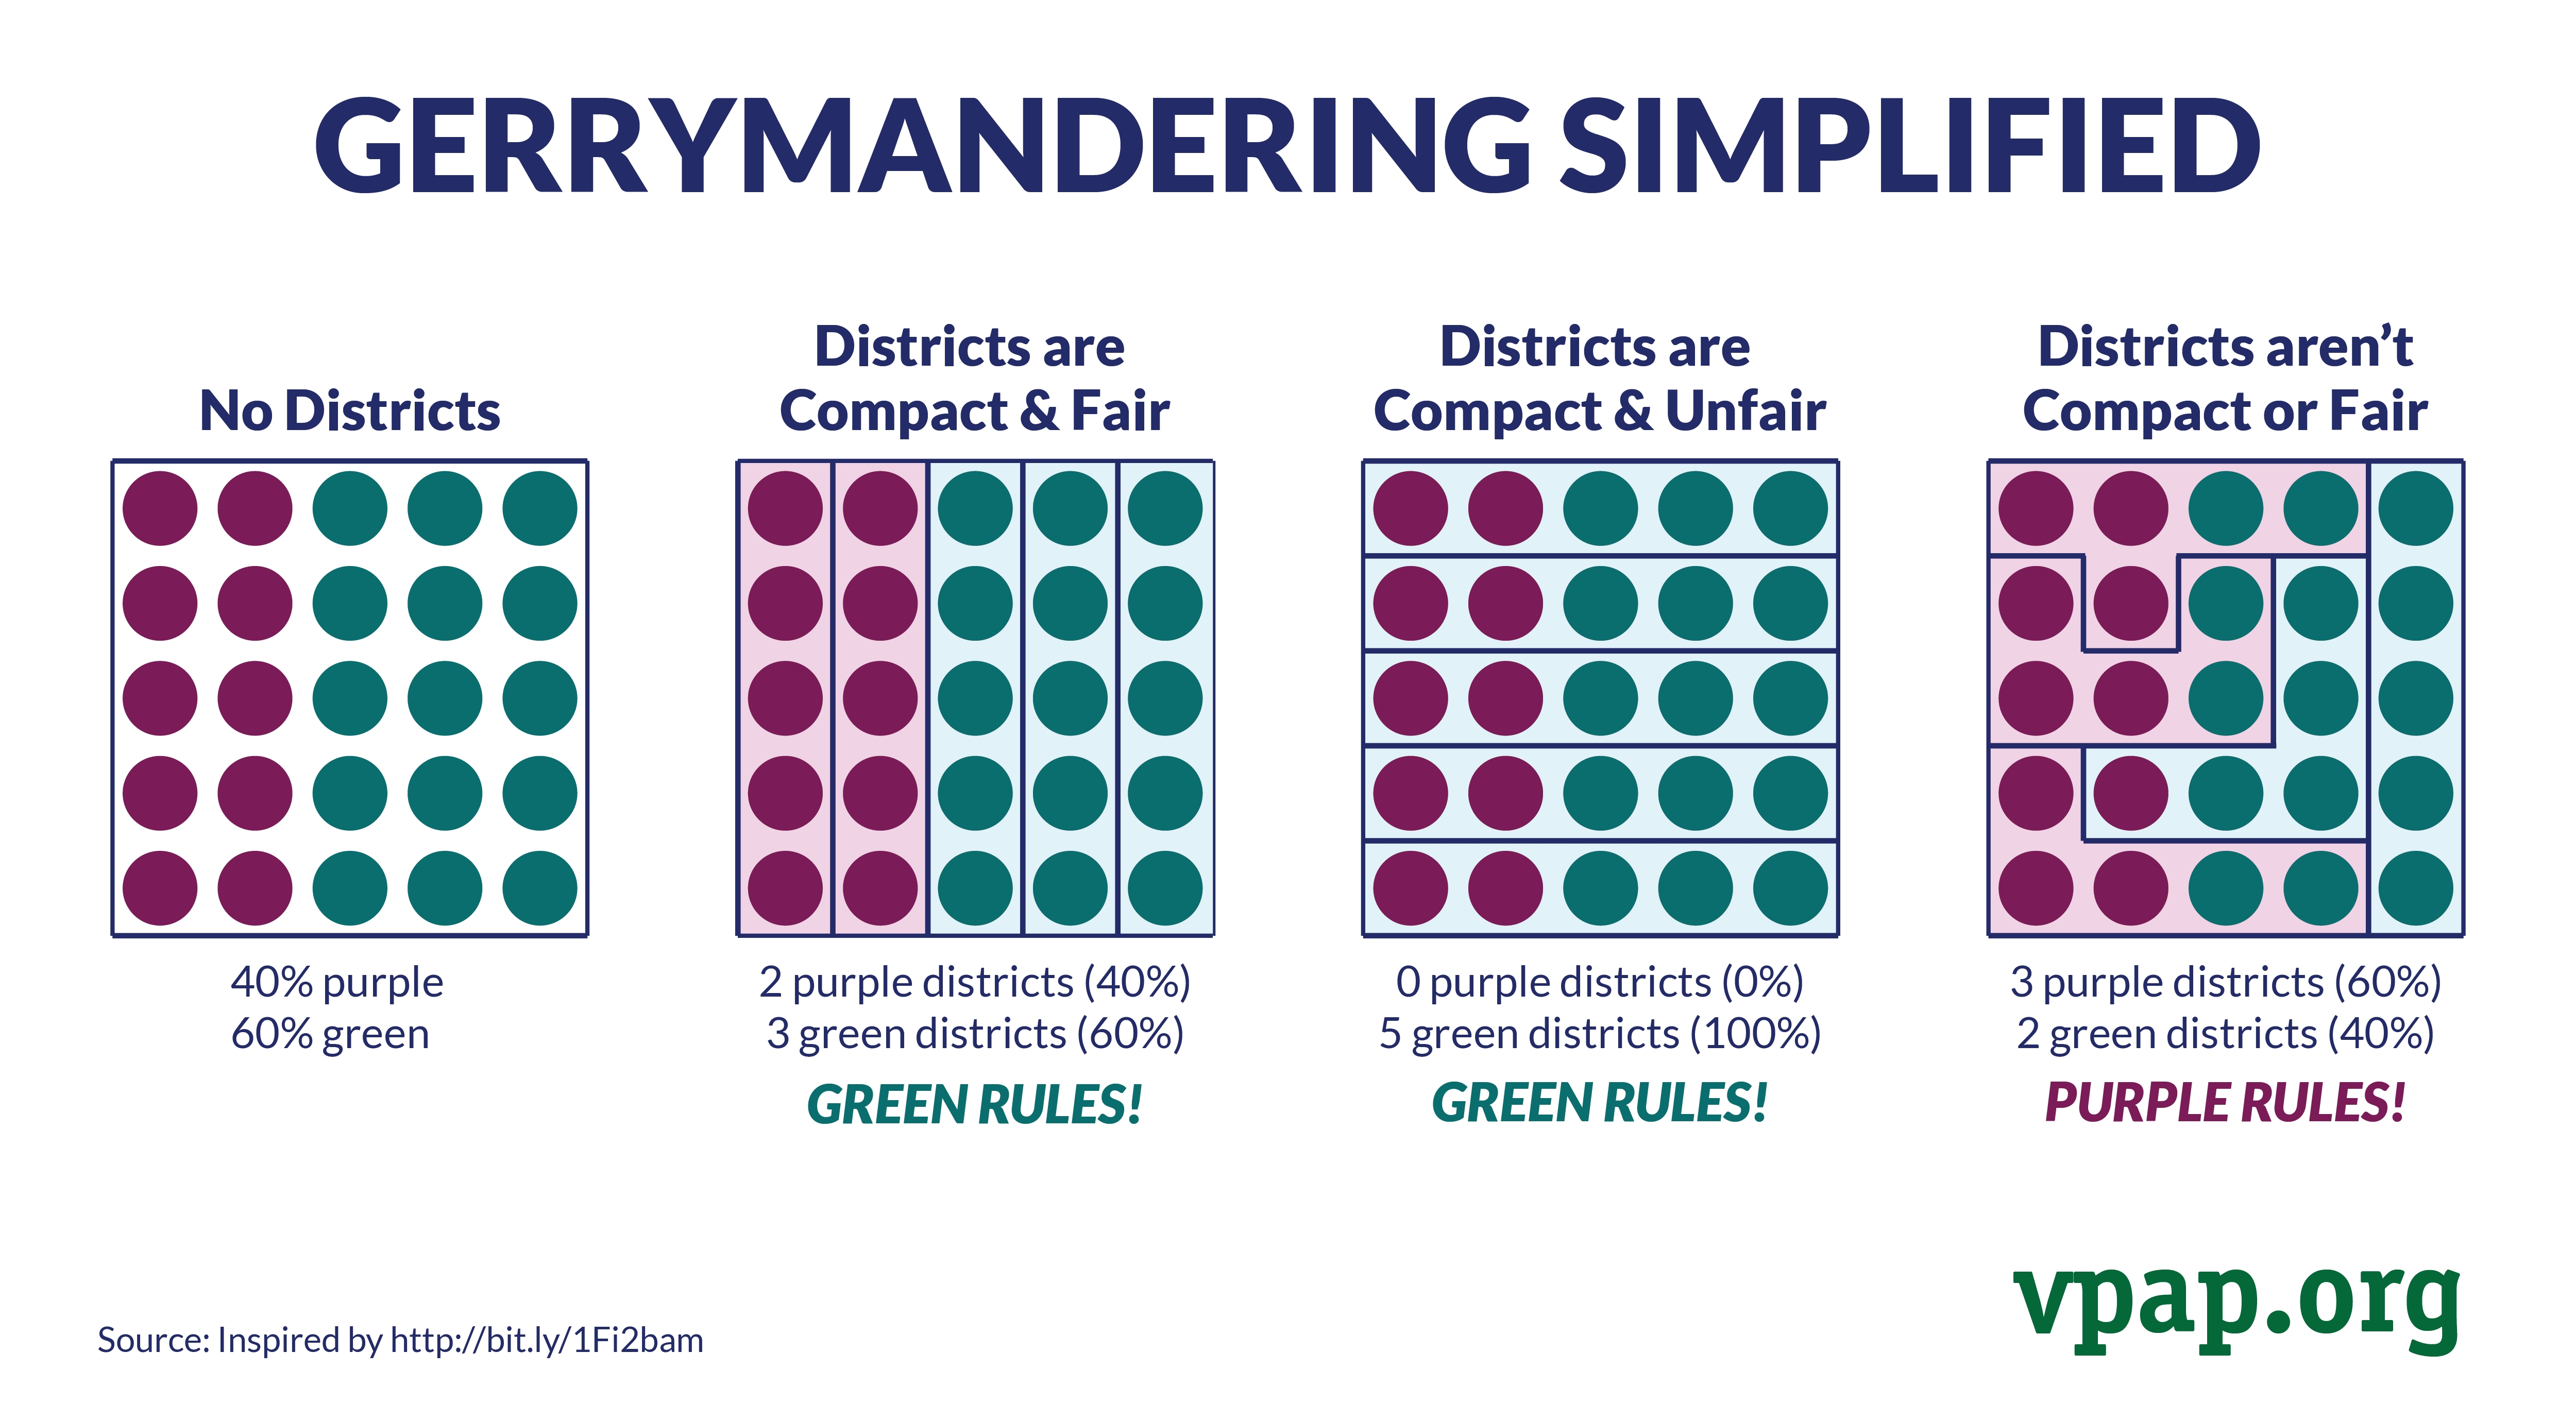 GERRYMANDERING SIMPLIFIED
No Districts
40% purple
60% green
Districts are
Compact & Fair
2 purple districts (40%)
3 green districts (60%)
GREEN RULES!
Districts are
Compact & Unfair
0 purple districts (0%)
5 green districts (100%)
GREEN RULES!
Districts aren’t
Compact or Fair
3 purple districts (60%)
2 green districts (40%)
PURPLE RULES!
Source: Inspired by http://bit.ly/1Fi2bam
vpap.org